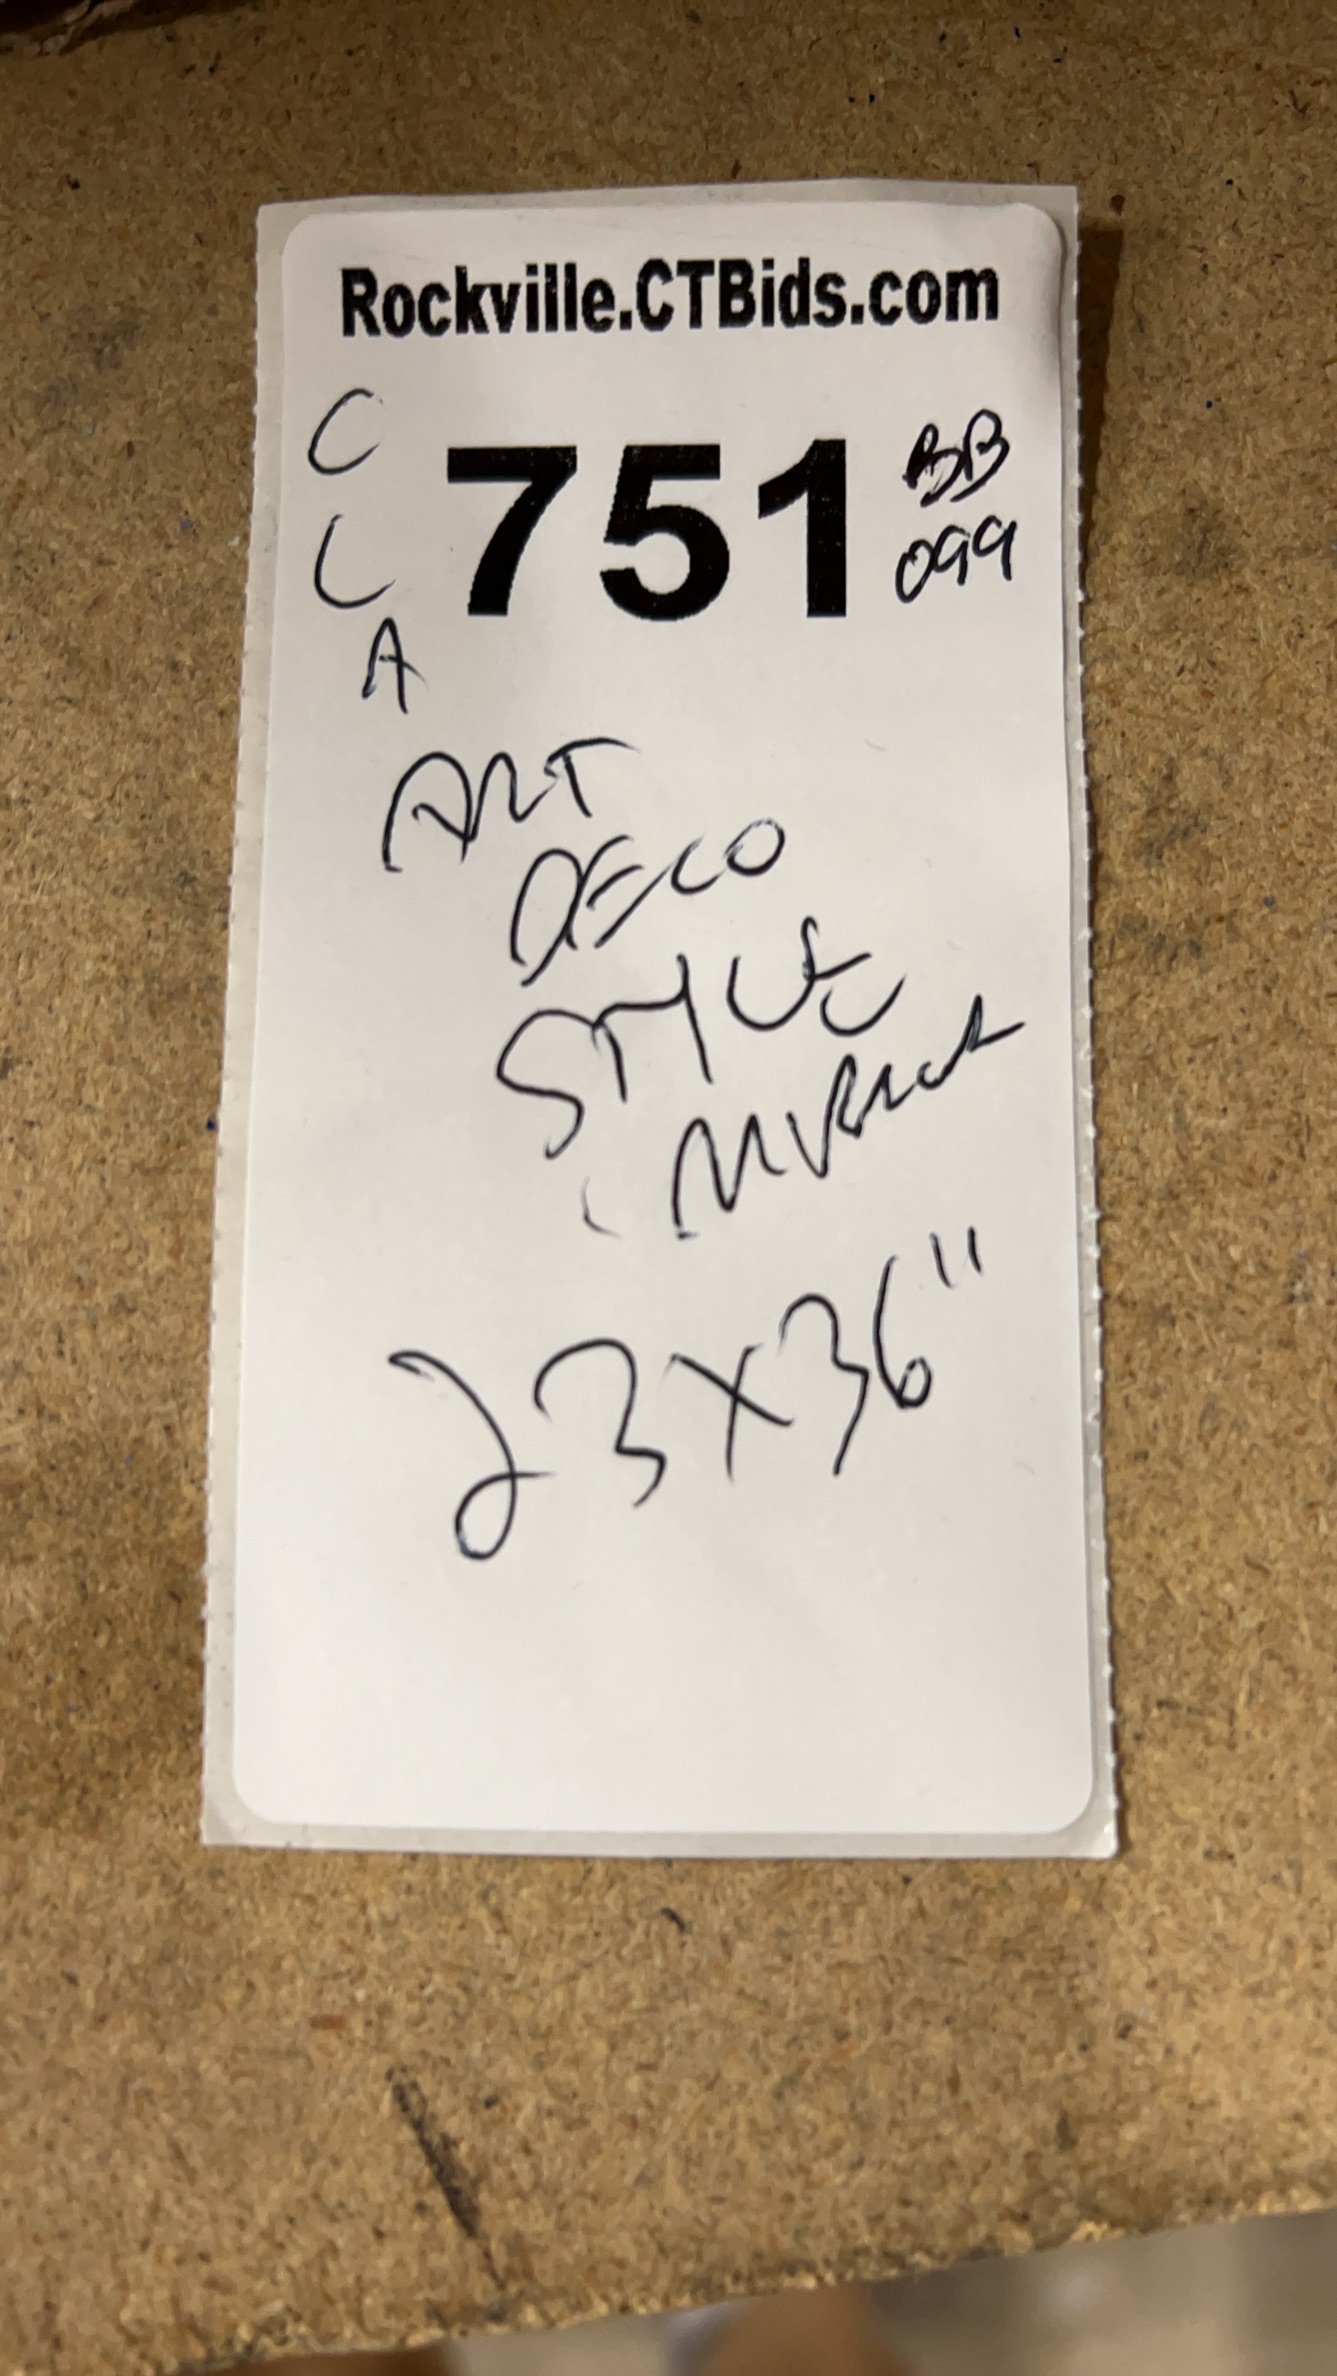 Rockville.CTBids.com
C
L
A
751
BB
099
ART
DECO
STYLE
MIRROR
23x36"